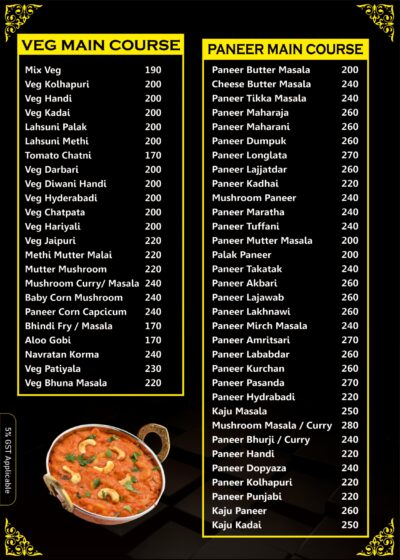 VEG MAIN COURSE
Mix Veg 190
Veg Kolhapuri 200
Veg Handi 200
Veg Kadai 200
Lahsuni Palak 200
Lahsuni Methi 200
Tomato Chatni 170
Veg Darbari 200
Veg Diwani Handi 200
Veg Hyderabadi 200
Veg Chatpata 200
Veg Hariyali 200
Veg Jaipuri 220
Methi Mutter Malai 220
Mutter Mushroom 220
Mushroom Curry/ Masala 240
Baby Corn Mushroom 240
Paneer Corn Capcicum 240
Bhindi Fry / Masala 170
Aloo Gobi 170
Navratan Korma 240
Veg Patiyala 230
Veg Bhuna Masala 220
PANEER MAIN COURSE
Paneer Butter Masala 200
Cheese Butter Masala 240
Paneer Tikka Masala 240
Paneer Maharaja 260
Paneer Maharani 260
Paneer Dumpuk 260
Paneer Longlata 270
Paneer Lajjatdar 260
Paneer Kadhai 220
Mushroom Paneer 240
Paneer Maratha 240
Paneer Tuffani 240
Paneer Mutter Masala 200
Palak Paneer 200
Paneer Takatak 240
Paneer Akbari 260
Paneer Lajawab 260
Paneer Lakhnawi 260
Paneer Mirch Masala 240
Paneer Amritsari 270
Paneer Lababdar 260
Paneer Kurchan 260
Paneer Pasanda 270
Paneer Hydrabadi 220
Kaju Masala 250
Mushroom Masala / Curry 280
Paneer Bhurji / Curry 240
Paneer Handi 220
Paneer Dopyaza 240
Paneer Kolhapuri 220
Paneer Punjabi 220
Kaju Paneer 260
Kaju Kadai 250
5% GST Applicable